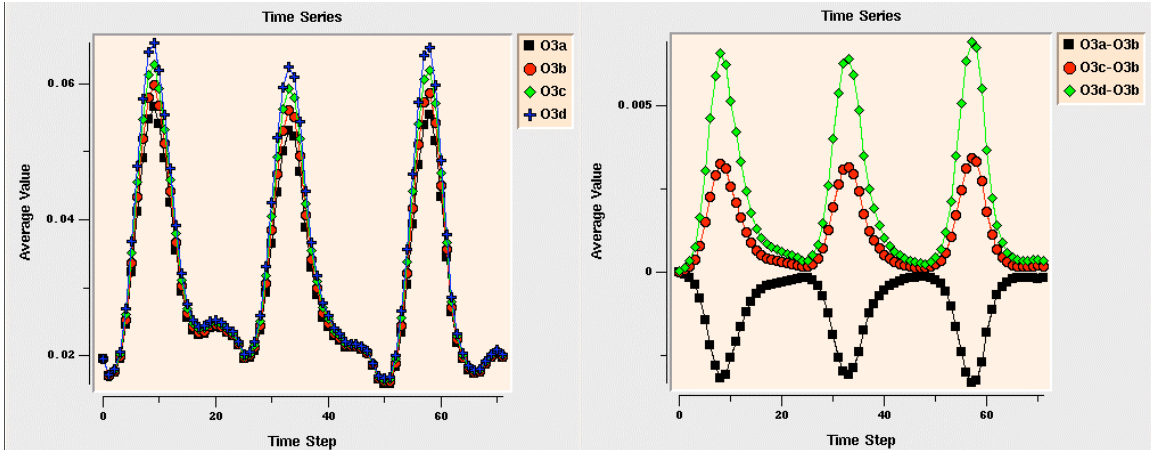 Time Series
O3a
O3b
O3c
O3d
0.06
0.04
0.02
Average Value
0 20 40 60
Time Step
Time Series
O3a-O3b
O3c-O3b
O3d-O3b
0.005
0
Average Value
0 20 40 60
Time Step